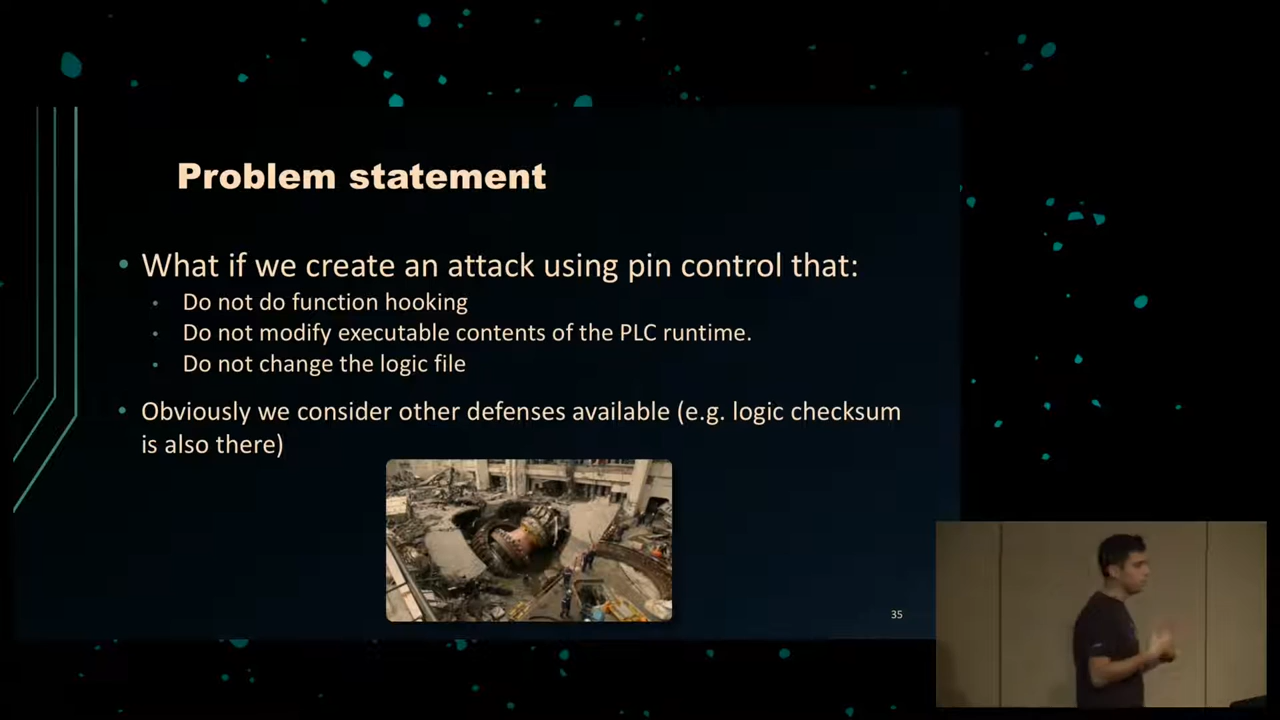 Problem statement
• What if we create an attack using pin control that:
• Do not do function hooking
• Do not modify executable contents of the PLC runtime.
• Do not change the logic file
• Obviously we consider other defenses available (e.g. logic checksum
is also there)
35